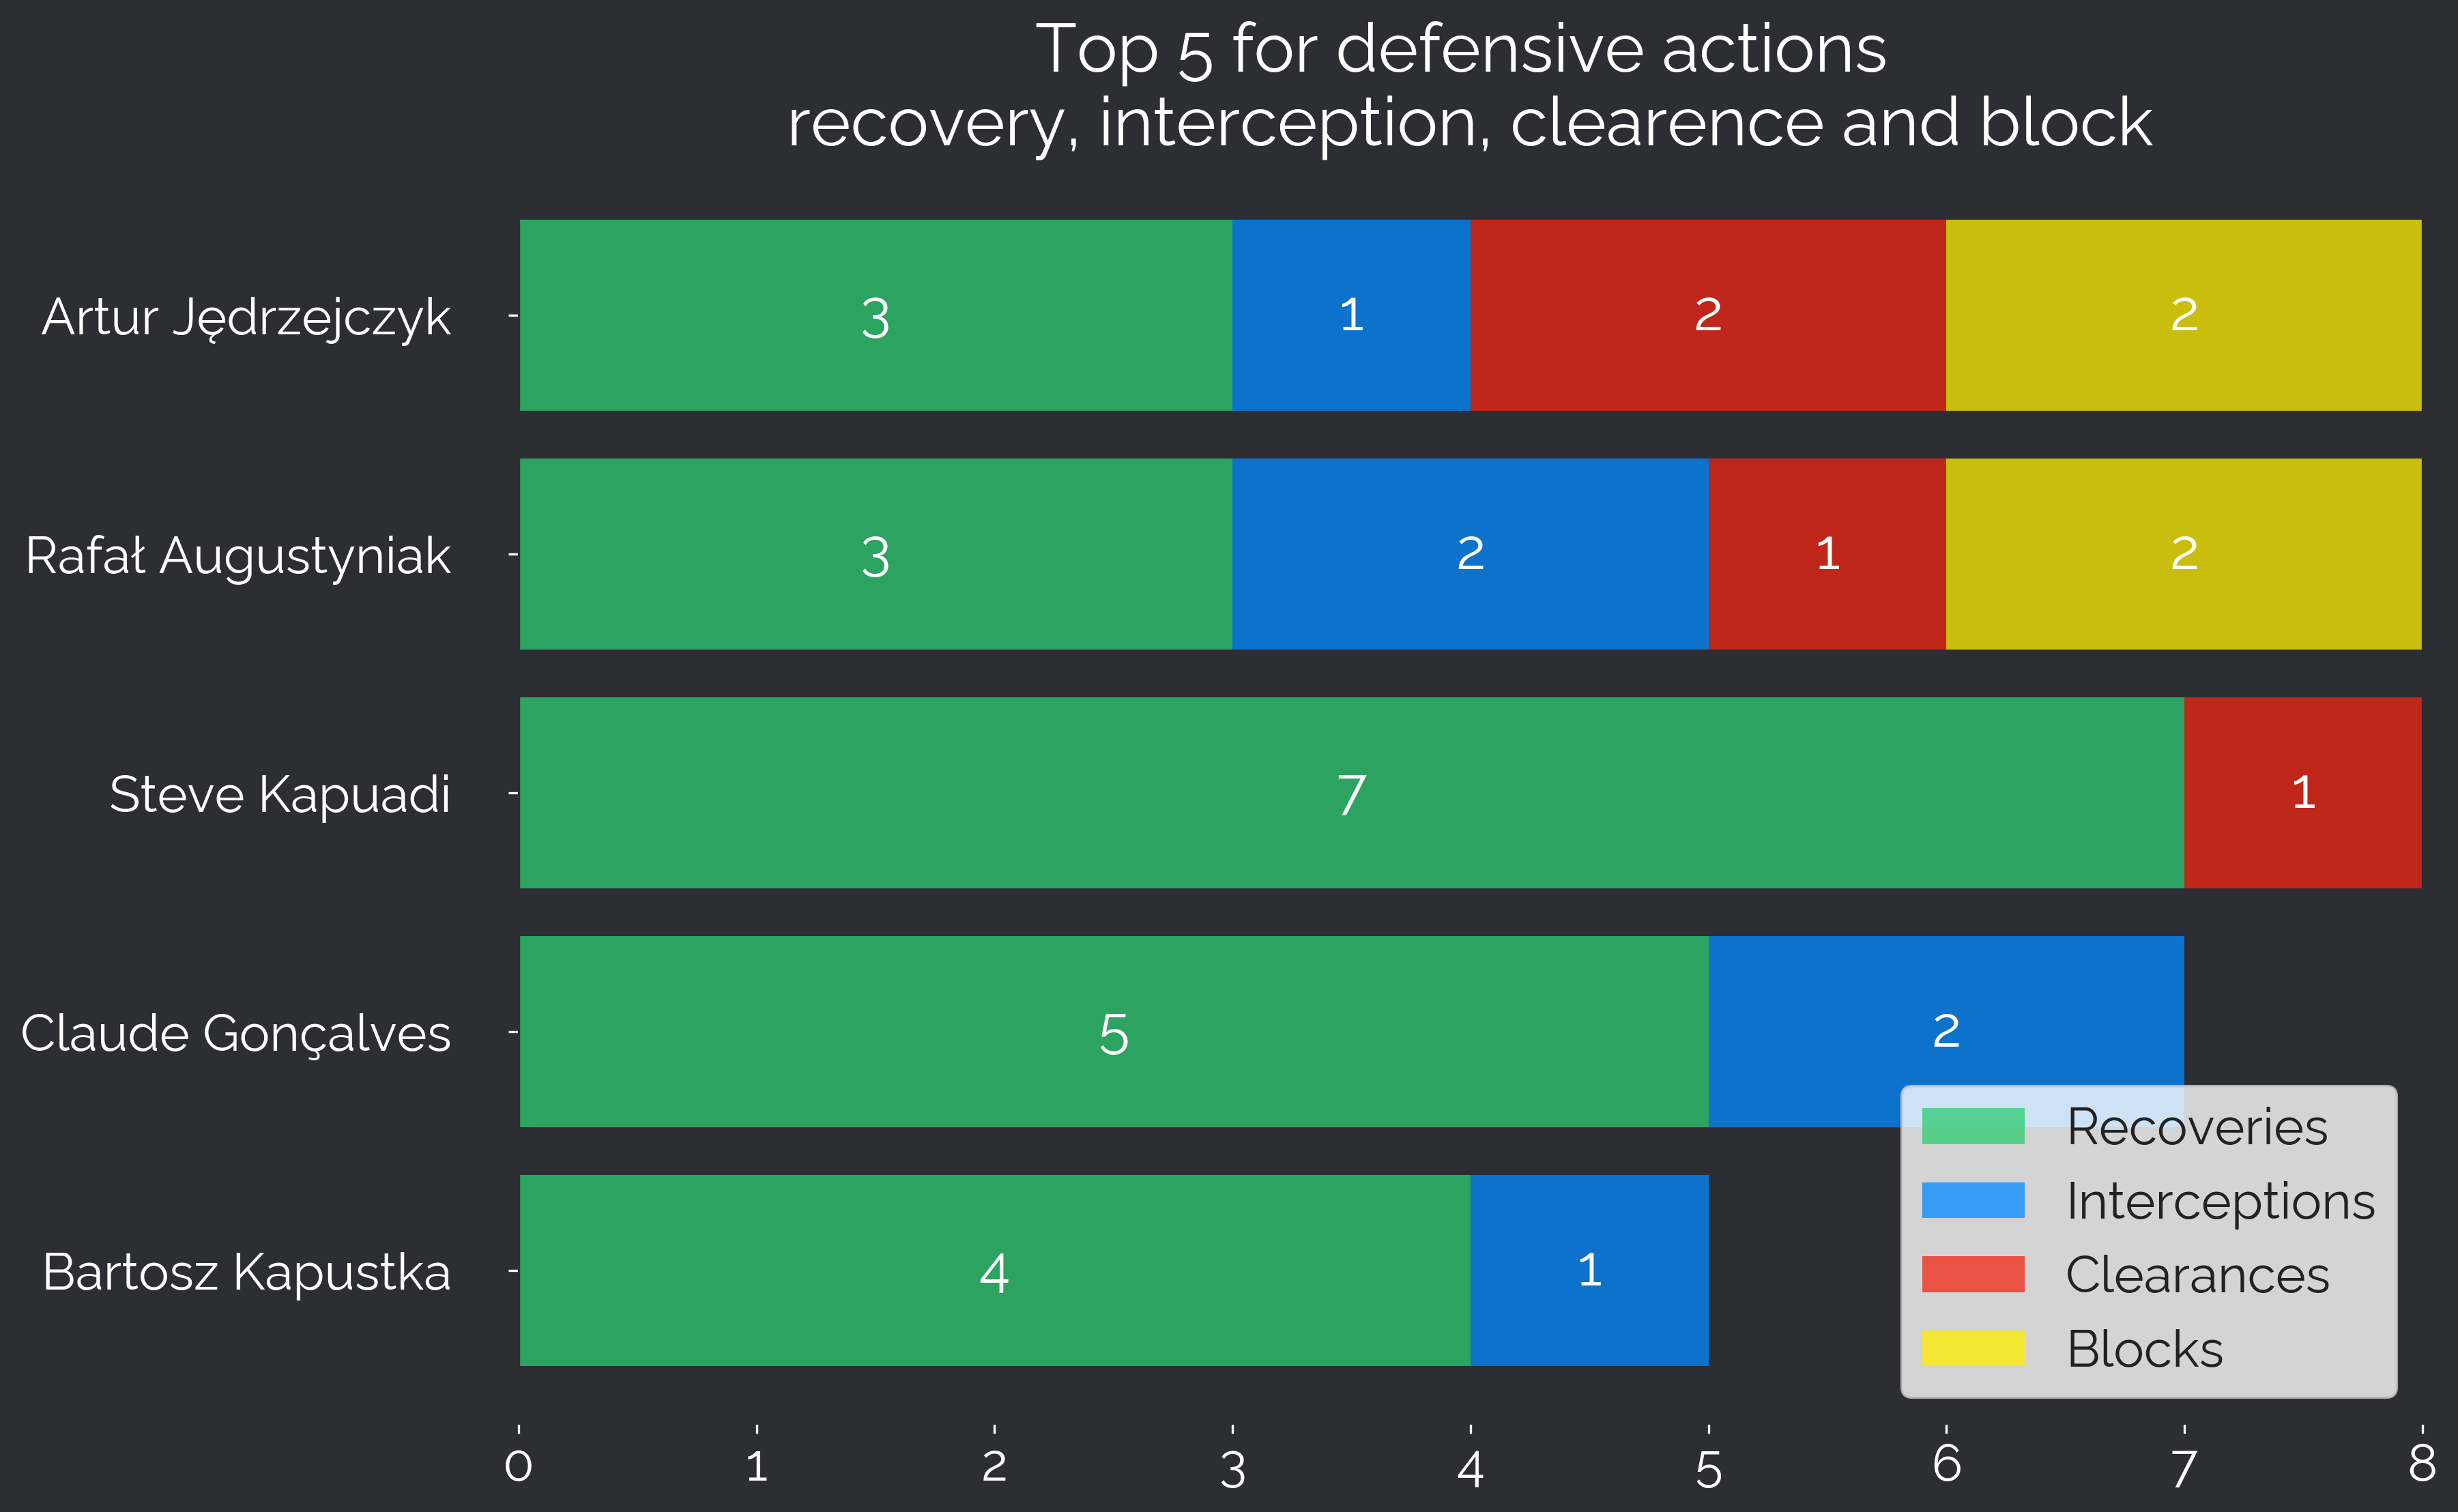 Top 5 for defensive actions
recovery, interception, clearence and block
Artur Jędrzejczyk 3 1 2 2
Rafał Augustyniak 3 2 1 2
Steve Kapuadi 7 1
Claude Gonçalves 5 2
Bartosz Kapustka 4 1
Recoveries
Interceptions
Clearances
Blocks
0 1 2 3 4 5 6 7 8